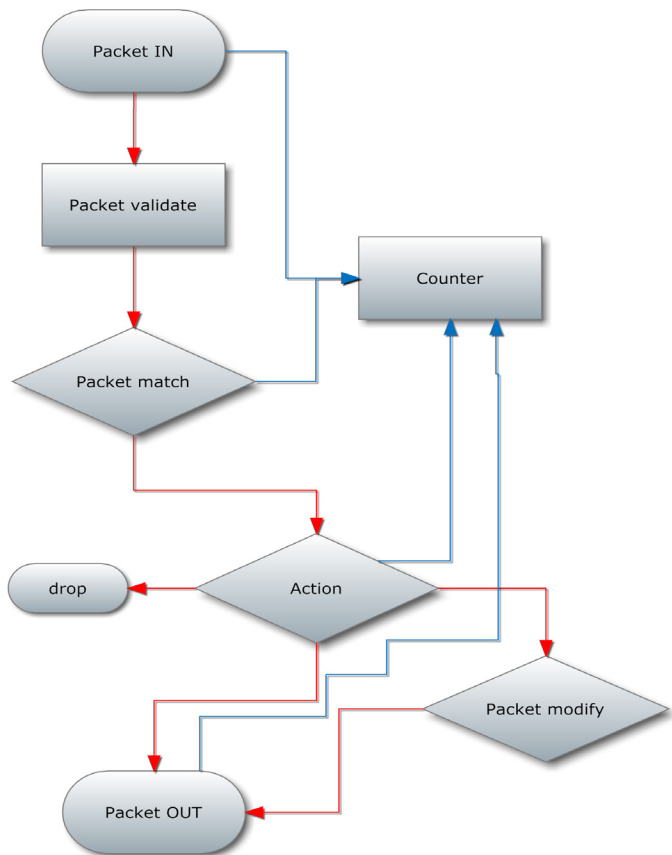 Packet IN
Packet validate
Counter
Packet match
Action
drop
Packet modify
Packet OUT